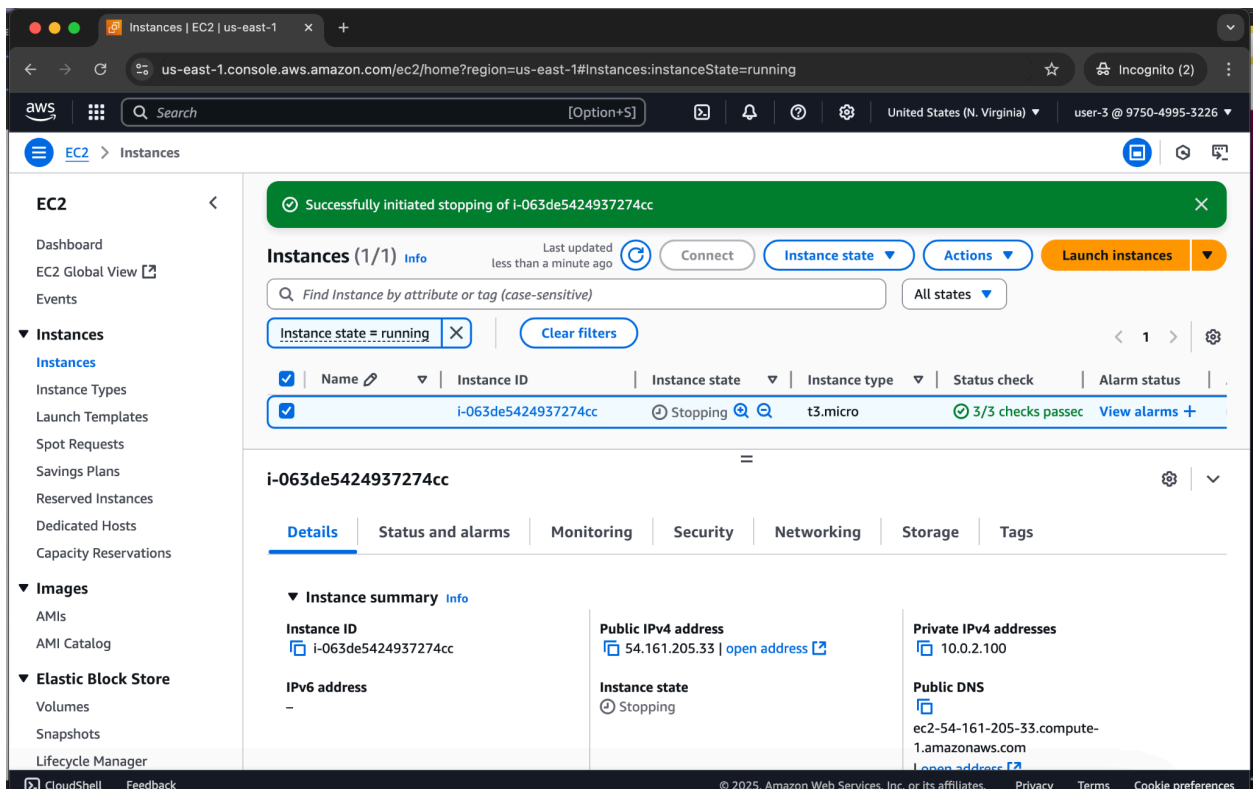 Instances | EC2 | us-east-1
us-east-1.console.aws.amazon.com/ec2/home?region=us-east-1#Instances:instanceState=running
Incognito (2)
aws
Search [Option+S]
United States (N. Virginia)
user-3 @ 9750-4995-3226
EC2 > Instances
EC2
Dashboard
EC2 Global View
Events
Instances
Instances
Instance Types
Launch Templates
Spot Requests
Savings Plans
Reserved Instances
Dedicated Hosts
Capacity Reservations
Images
AMIs
AMI Catalog
Elastic Block Store
Volumes
Snapshots
Lifecycle Manager
Successfully initiated stopping of i-063de5424937274cc
Instances (1/1) Info
Last updated
less than a minute ago
Connect
Instance state
Actions
Launch instances
Find Instance by attribute or tag (case-sensitive)
All states
Instance state = running
Clear filters
1
Name Instance ID Instance state Instance type Status check Alarm status
i-063de5424937274cc Stopping t3.micro 3/3 checks passec View alarms +
i-063de5424937274cc
Details Status and alarms Monitoring Security Networking Storage Tags
Instance summary Info
Instance ID
i-063de5424937274cc
Public IPv4 address
54.161.205.33 | open address
Private IPv4 addresses
10.0.2.100
IPv6 address
–
Instance state
Stopping
Public DNS
ec2-54-161-205-33.compute-
1.amazonaws.com
| open address
CloudShell Feedback
© 2025, Amazon Web Services, Inc. or its affiliates. Privacy Terms Cookie preferences